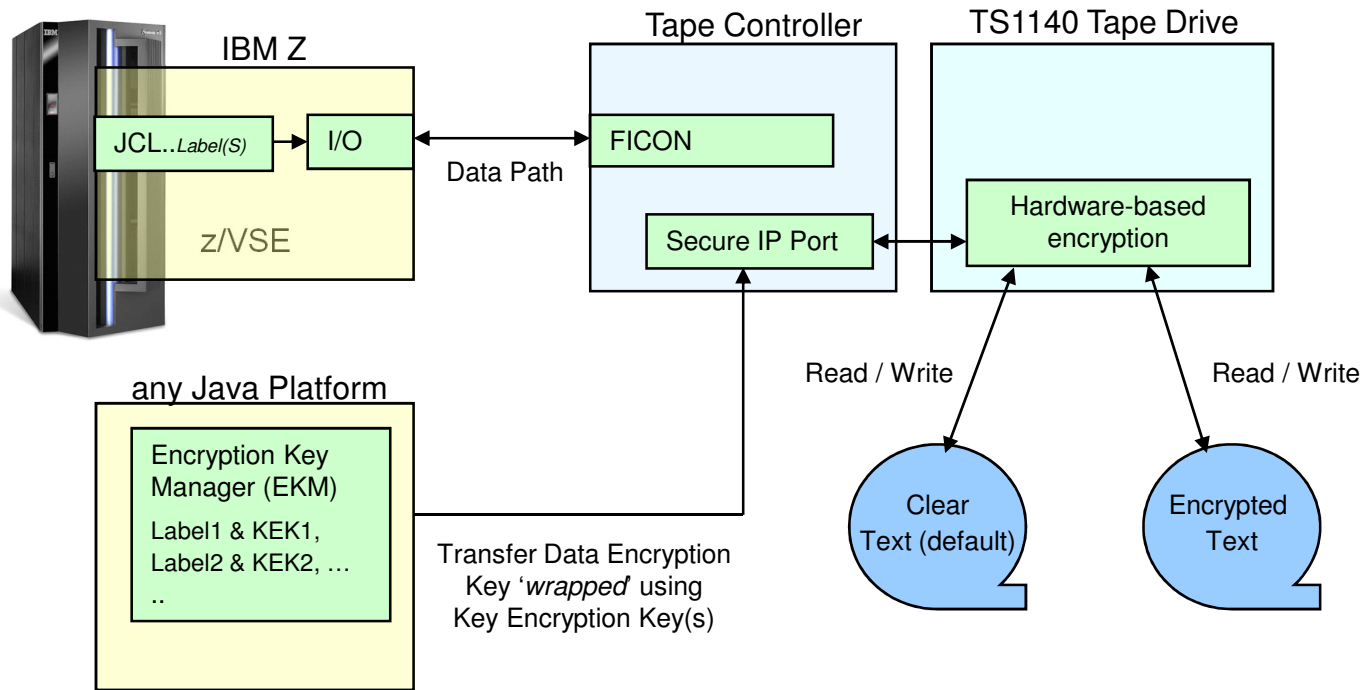 IBM Z
Tape Controller
TS1140 Tape Drive
IBM
JCL..Label(S)
I/O
Data Path
FICON
z/VSE
Secure IP Port
Hardware-based
encryption
Read / Write
Read / Write
any Java Platform
Encryption Key
Manager (EKM)
Label1 & KEK1,
Label2 & KEK2, …
..
Transfer Data Encryption
Key ‘wrapped’ using
Key Encryption Key(s)
Clear
Text (default)
Encrypted
Text